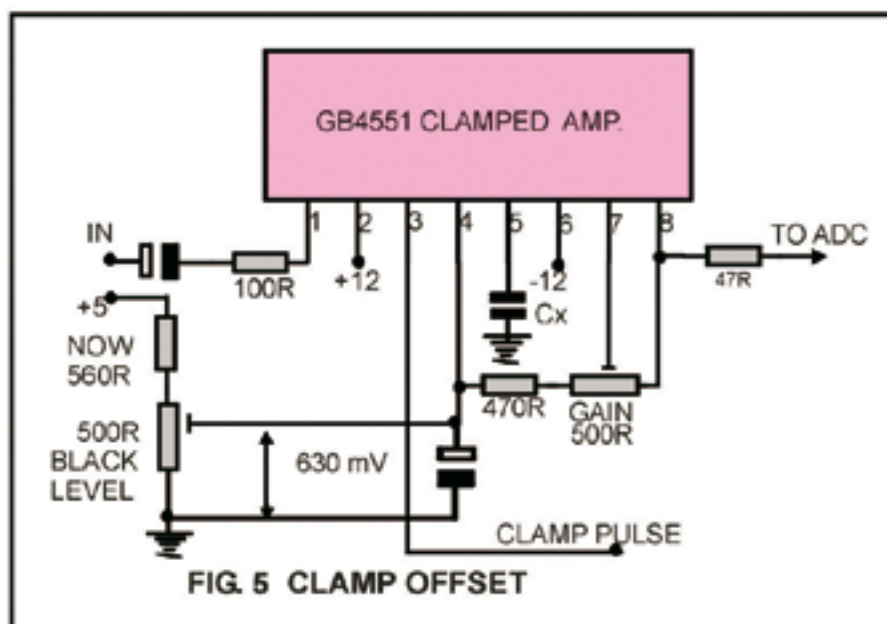 GB4551 CLAMPED AMP.
1 2 3 4 5 6 7 8
IN
100R
+12
-12
Cx
TO ADC
47R
+5
NOW
560R
470R
GAIN
500R
500R
BLACK
LEVEL
630 mV
CLAMP PULSE
FIG. 5 CLAMP OFFSET